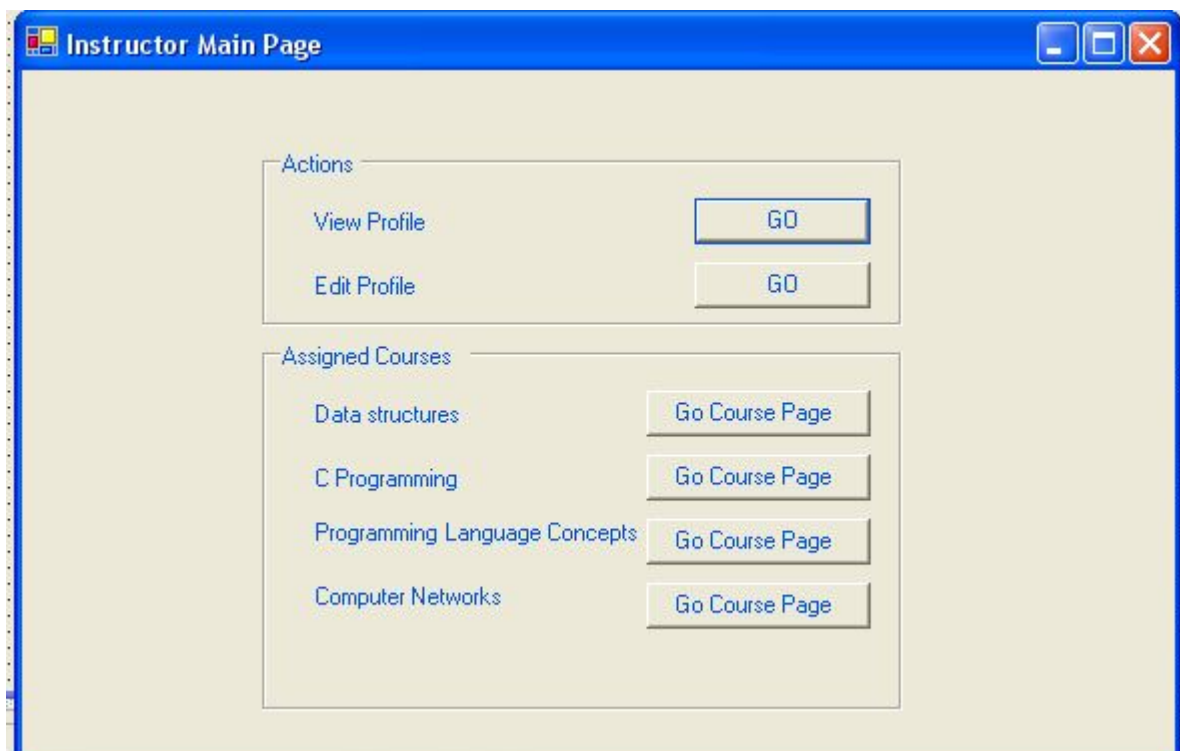 Instructor Main Page
Actions
View Profile GO
Edit Profile GO
Assigned Courses
Data structures Go Course Page
C Programming Go Course Page
Programming Language Concepts Go Course Page
Computer Networks Go Course Page